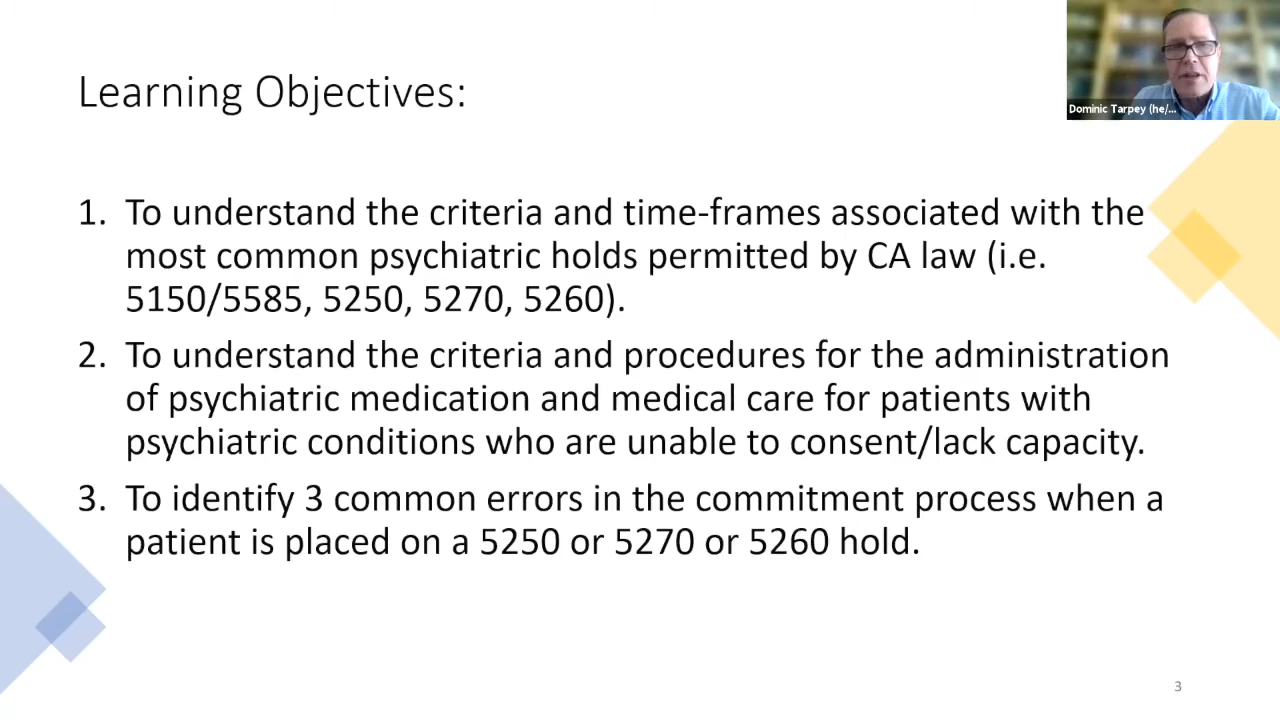 Learning Objectives:
Dominic Tarpey (he/...
1. To understand the criteria and time-frames associated with the
most common psychiatric holds permitted by CA law (i.e.
5150/5585, 5250, 5270, 5260).
2. To understand the criteria and procedures for the administration
of psychiatric medication and medical care for patients with
psychiatric conditions who are unable to consent/lack capacity.
3. To identify 3 common errors in the commitment process when a
patient is placed on a 5250 or 5270 or 5260 hold.
3